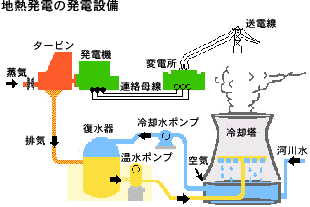 地熱発電の発電設備
送電線
タービン
発電機
変電所
蒸気
連絡母線
排気
復水器
冷却水ポンプ
冷却塔
河川水
温水ポンプ
空気